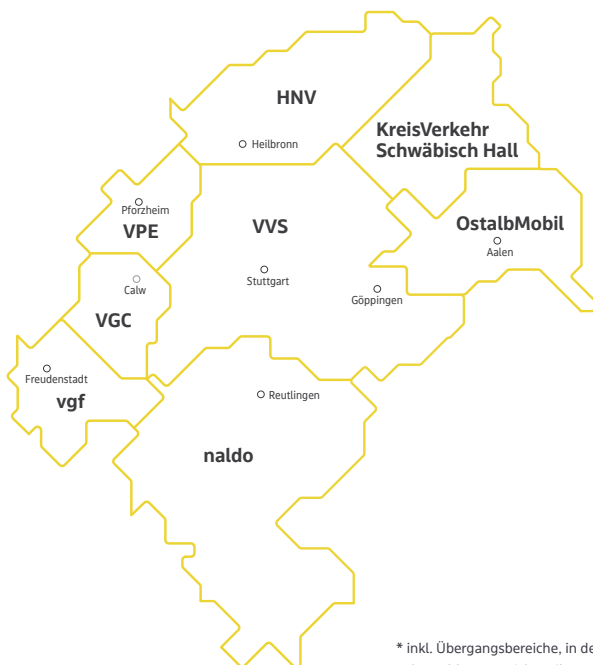 HNV
Heilbronn
KreisVerkehr
Schwäbisch Hall
Pforzheim
VPE
VVS
OstalbMobil
Aalen
Stuttgart
Calw
Göppingen
VGC
Freudenstadt
vgf
Reutlingen
naldo
* inkl. Übergangsbereiche, in de